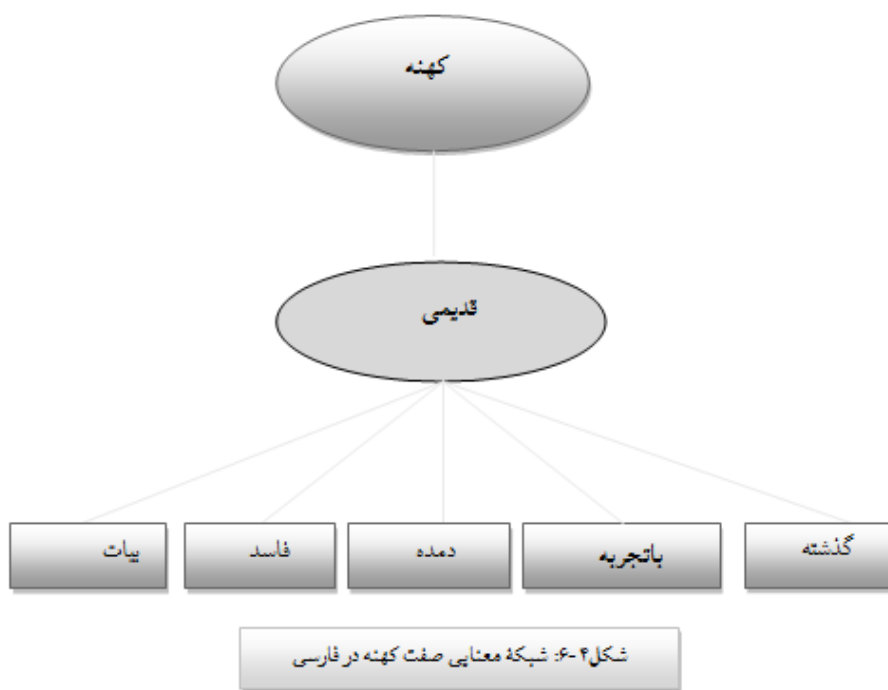 کهنه
قدیمی
گذشته
باتجربه
دمده
فاسد
بیات
شکل۴-۶: شبکهٔ معنایی صفت کهنه در فارسی